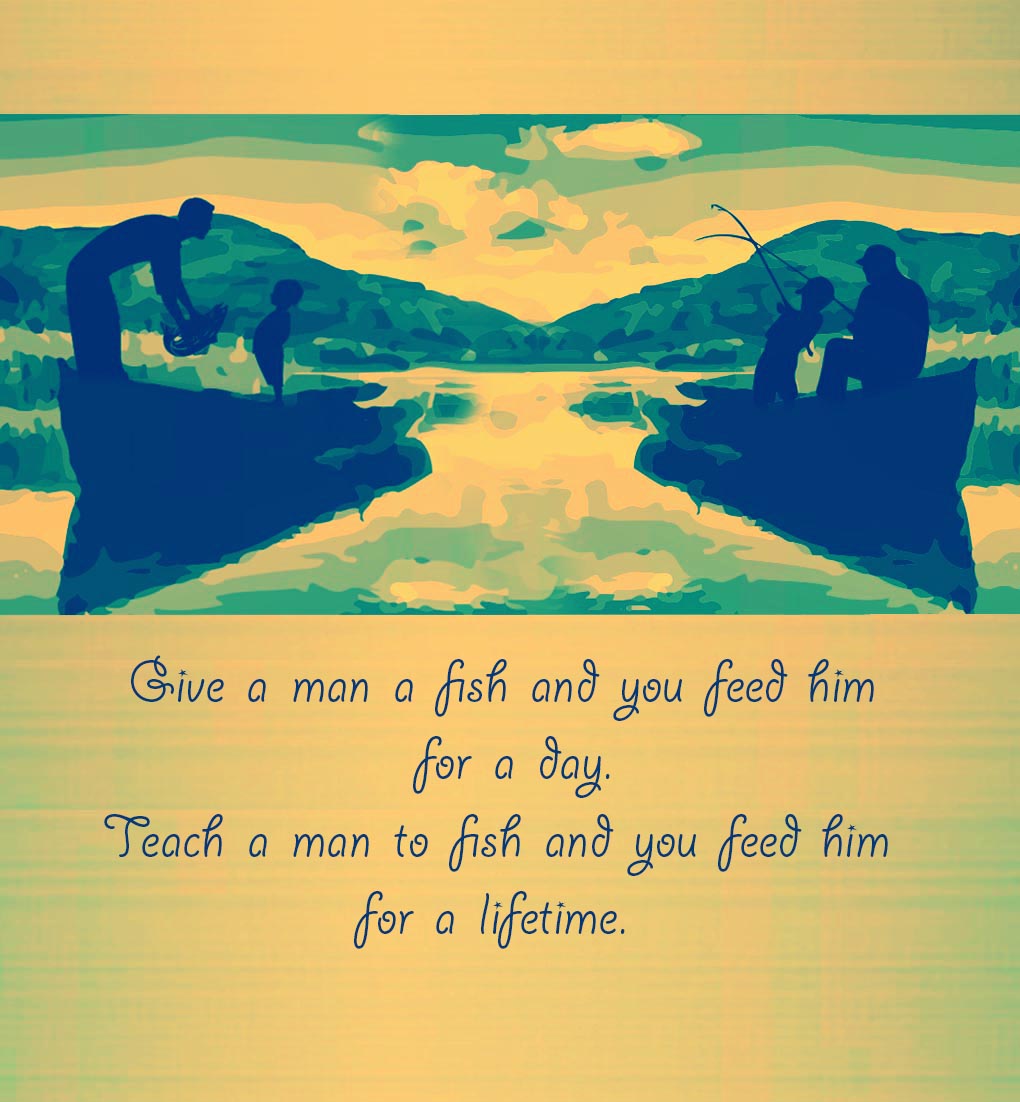 Give a man a fish and you feed him
for a day.
Teach a man to fish and you feed him
for a lifetime.